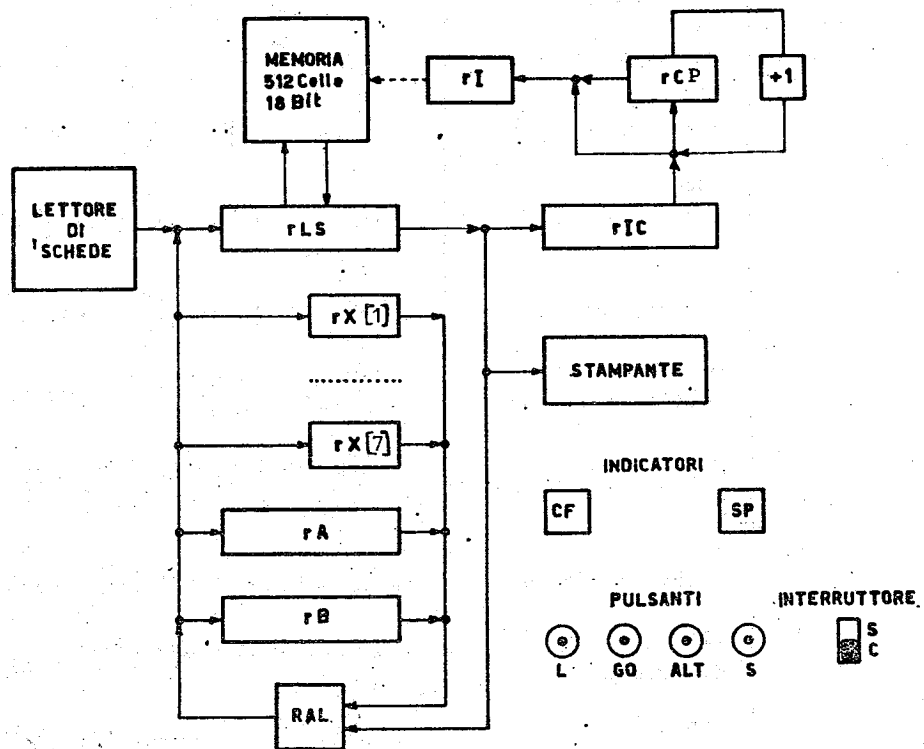 MEMORIA
512 Celle
18 Bit
rI
rCP
+1
LETTORE
DI
SCHEDE
rLS
rIC
rX [1]
..............
STAMPANTE
rX [7]
INDICATORI
CF
SP
rA
rB
PULSANTI
INTERRUTTORE
S
C
L
GO
ALT
S
RAL